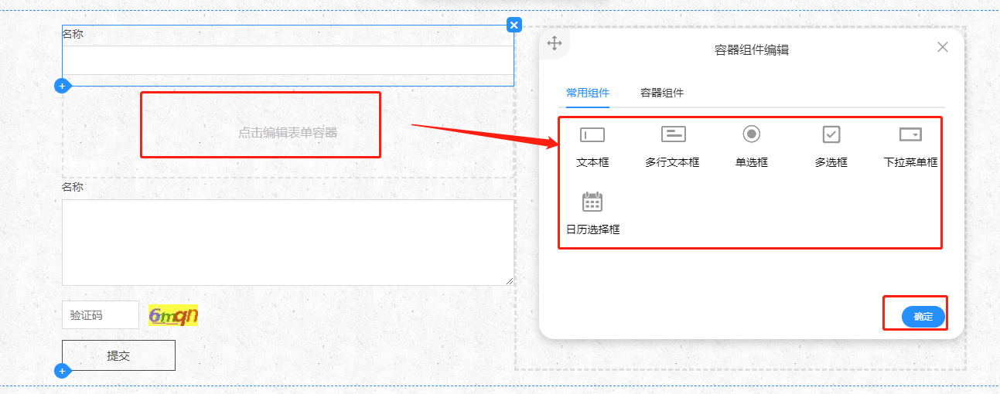 名称
点击编辑表单容器
名称
验证码
6mqn
提交
容器组件编辑
常用组件
容器组件
文本框
多行文本框
单选框
多选框
下拉菜单框
日历选择框
确定